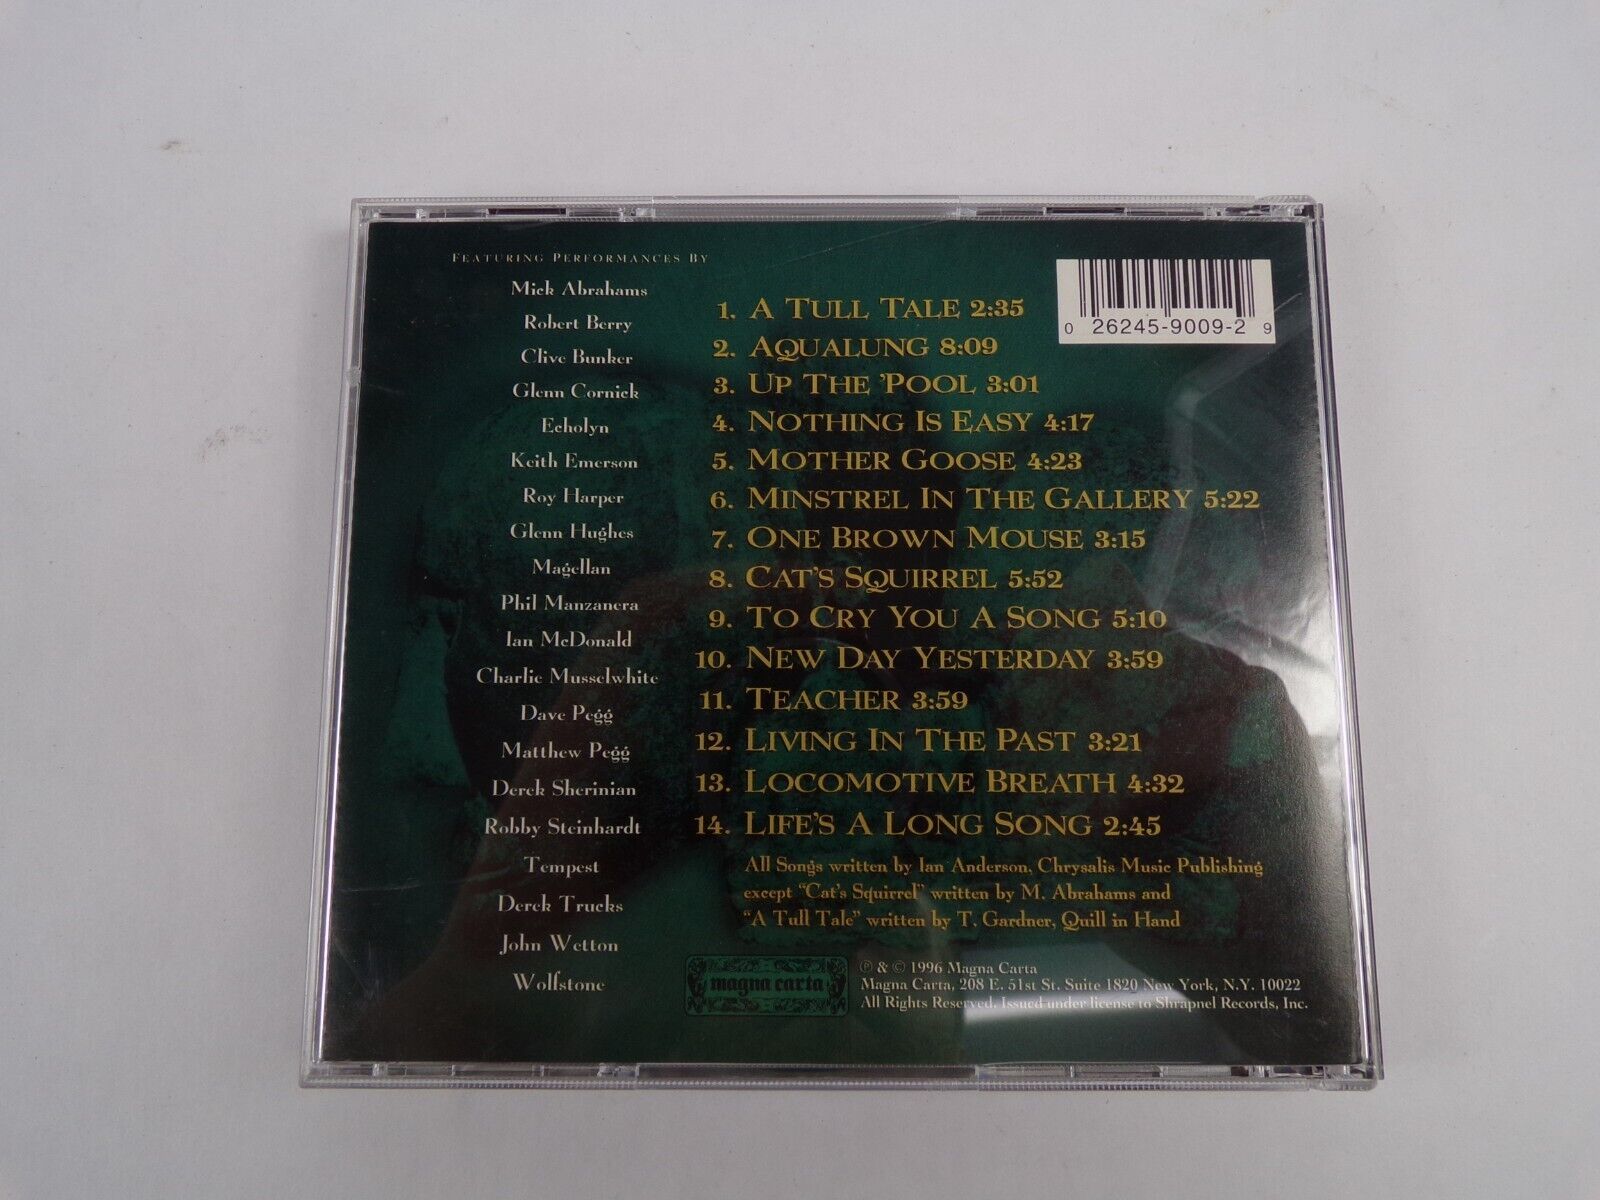 FEATURING PERFORMANCES BY
Mick Abrahams
Robert Berry
Clive Bunker
Glenn Cornick
Echolyn
Keith Emerson
Roy Harper
Glenn Hughes
Magellan
Phil Manzanera
Ian McDonald
Charlie Musselwhite
Dave Pegg
Matthew Pegg
Derek Sherinian
Robby Steinhardt
Tempest
Derek Trucks
John Wetton
Wolfstone
1. A TULL TALE 2:35
2. AQUALUNG 8:09
3. UP THE 'POOL 3:01
4. NOTHING IS EASY 4:17
5. MOTHER GOOSE 4:23
6. MINSTREL IN THE GALLERY 5:22
7. ONE BROWN MOUSE 3:15
8. CAT'S SQUIRREL 5:52
9. TO CRY YOU A SONG 5:10
10. NEW DAY YESTERDAY 3:59
11. TEACHER 3:59
12. LIVING IN THE PAST 3:21
13. LOCOMOTIVE BREATH 4:32
14. LIFE'S A LONG SONG 2:45
All Songs written by Ian Anderson, Chrysalis Music Publishing
except "Cat's Squirrel" written by M. Abrahams and
"A Tull Tale" written by T. Gardner, Quill in Hand
magna carta
℗ & © 1996 Magna Carta
Magna Carta, 208 E. 51st St. Suite 1820 New York, N.Y. 10022
All Rights Reserved. Issued under license to Shrapnel Records, Inc.
0 26245-9009-2 9